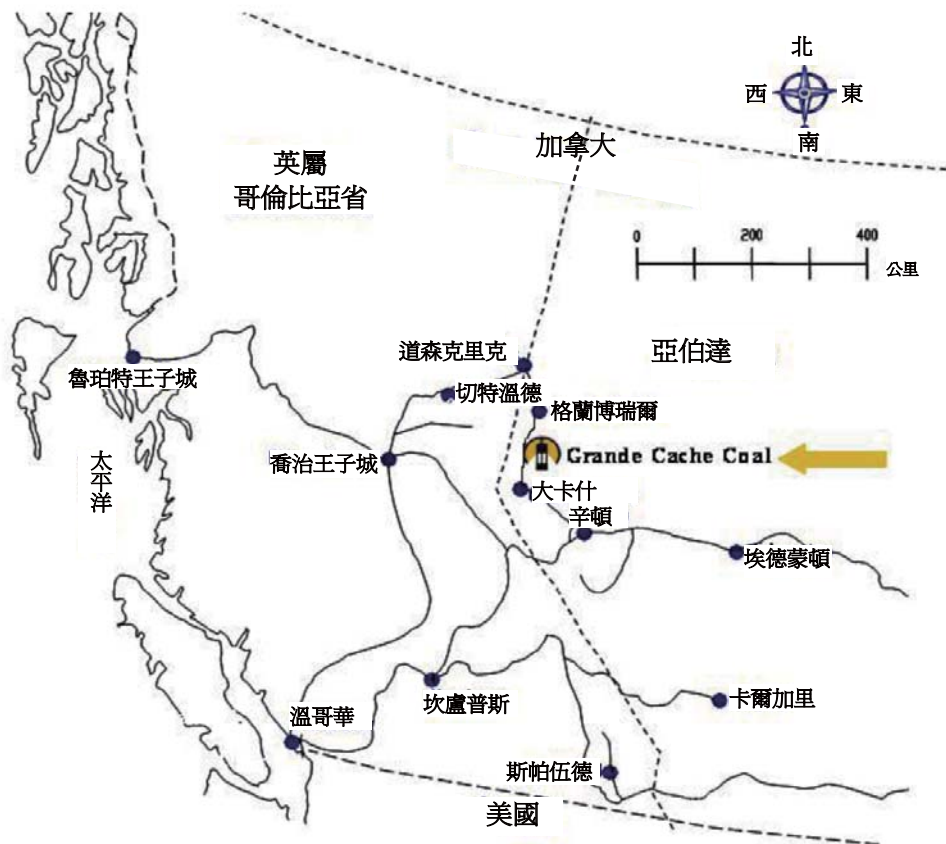 北
西
東
南
加拿大
英屬
哥倫比亞省
0
200
400
公里
道森克里克
亞伯達
魯珀特王子城
切特溫德
格蘭博瑞爾
喬治王子城
Grande Cache Coal
太平洋
大卡什
辛頓
埃德蒙頓
坎盧普斯
卡爾加里
溫哥華
斯帕伍德
美國